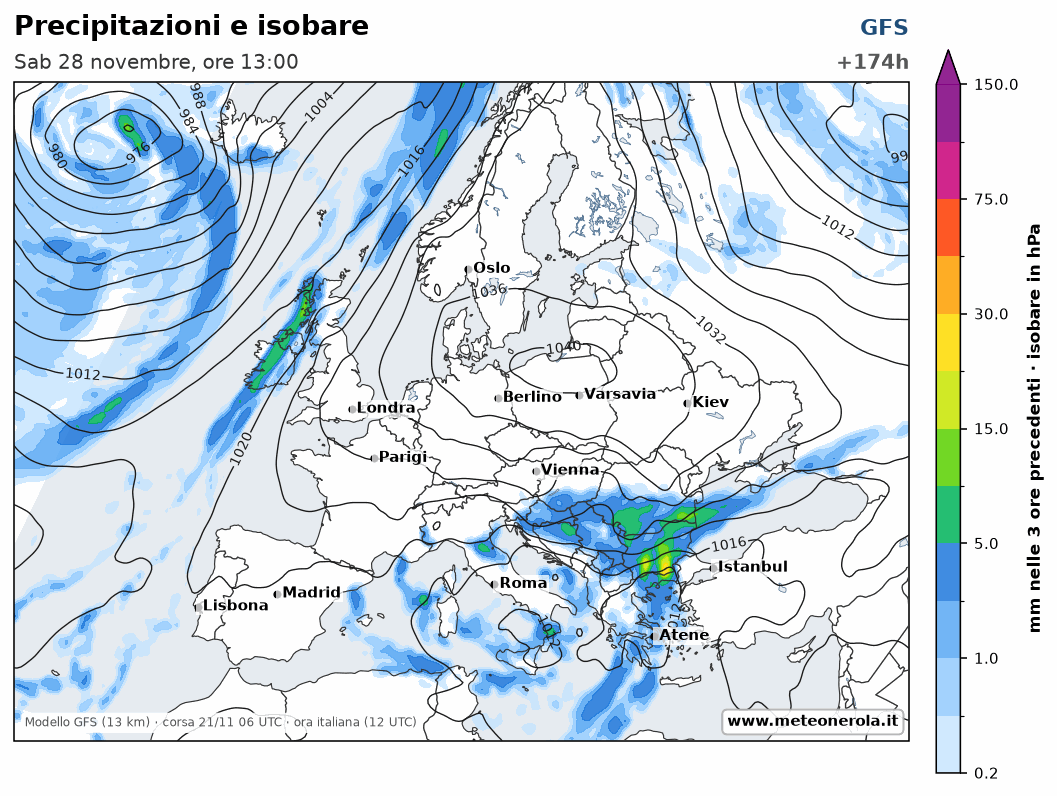 Precipitazioni e isobare
GFS
Sab 28 novembre, ore 13:00
+174h
988
984
980
976
1004
1016
1012
99
1012
1036
1040
1032
1020
1016
1012
Oslo
Londra
Berlino
Varsavia
Kiev
Parigi
Vienna
Roma
Istanbul
Madrid
Lisbona
Atene
Modello GFS (13 km) · corsa 21/11 06 UTC · ora italiana (12 UTC)
www.meteonerola.it
150.0
75.0
30.0
15.0
5.0
1.0
0.2
mm nelle 3 ore precedenti · isobare in hPa